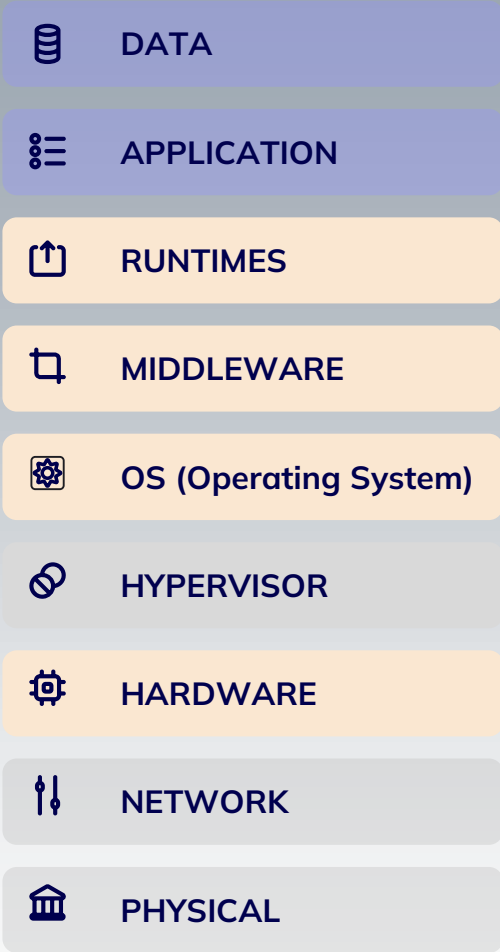 DATA
APPLICATION
RUNTIMES
MIDDLEWARE
OS (Operating System)
HYPERVISOR
HARDWARE
NETWORK
PHYSICAL